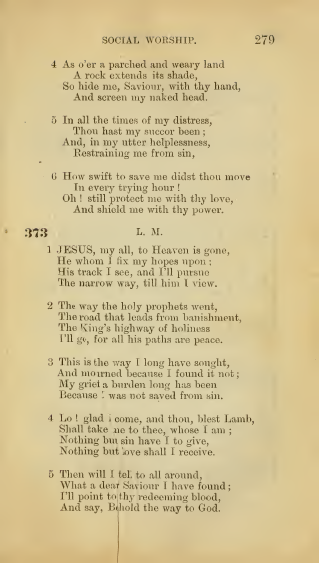 SOCIAL WORSHIP. 279
4 As o'er a parched and weary land
A rock extends its shade,
So hide me, Saviour, with thy hand,
And screen my naked head.
5 In all the times of my distress,
Thou hast my succor been;
And, in my utter helplessness,
Restraining me from sin,
6 How swift to save me didst thou move
In every trying hour!
Oh! still protect me with thy love,
And shield me with thy power.
373 L. M.
1 JESUS, my all, to Heaven is gone,
He whom I fix my hopes upon;
His track I see, and I'll pursue
The narrow way, till him I view.
2 The way the holy prophets went,
The road that leads from banishment,
The King's highway of holiness
I'll go, for all his paths are peace.
3 This is the way I long have sought,
And mourned because I found it not;
My grief a burden long has been
Because I was not saved from sin.
4 Lo! glad I come, and thou, blest Lamb,
Shall take me to thee, whose I am;
Nothing but sin have I to give,
Nothing but love shall I receive.
5 Then will I tell to all around,
What a dear Saviour I have found;
I'll point to thy redeeming blood,
And say, Behold the way to God.